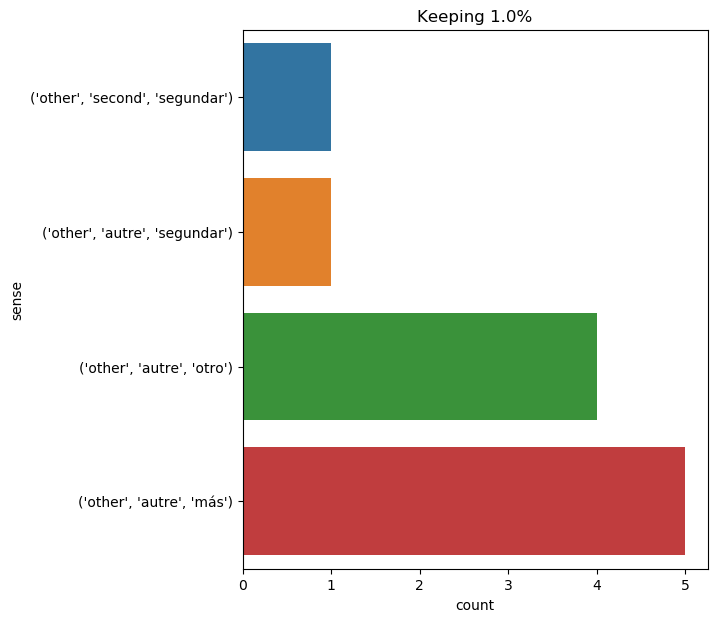 Keeping 1.0%
('other', 'second', 'segundar')
('other', 'autre', 'segundar')
('other', 'autre', 'otro')
('other', 'autre', 'más')
sense
0 1 2 3 4 5
count